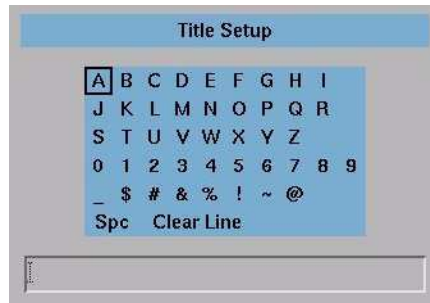 Title Setup
A B C D E F G H I
J K L M N O P Q R
S T U V W X Y Z
0 1 2 3 4 5 6 7 8 9
_ $ # & % ! ~ @
Spc Clear Line